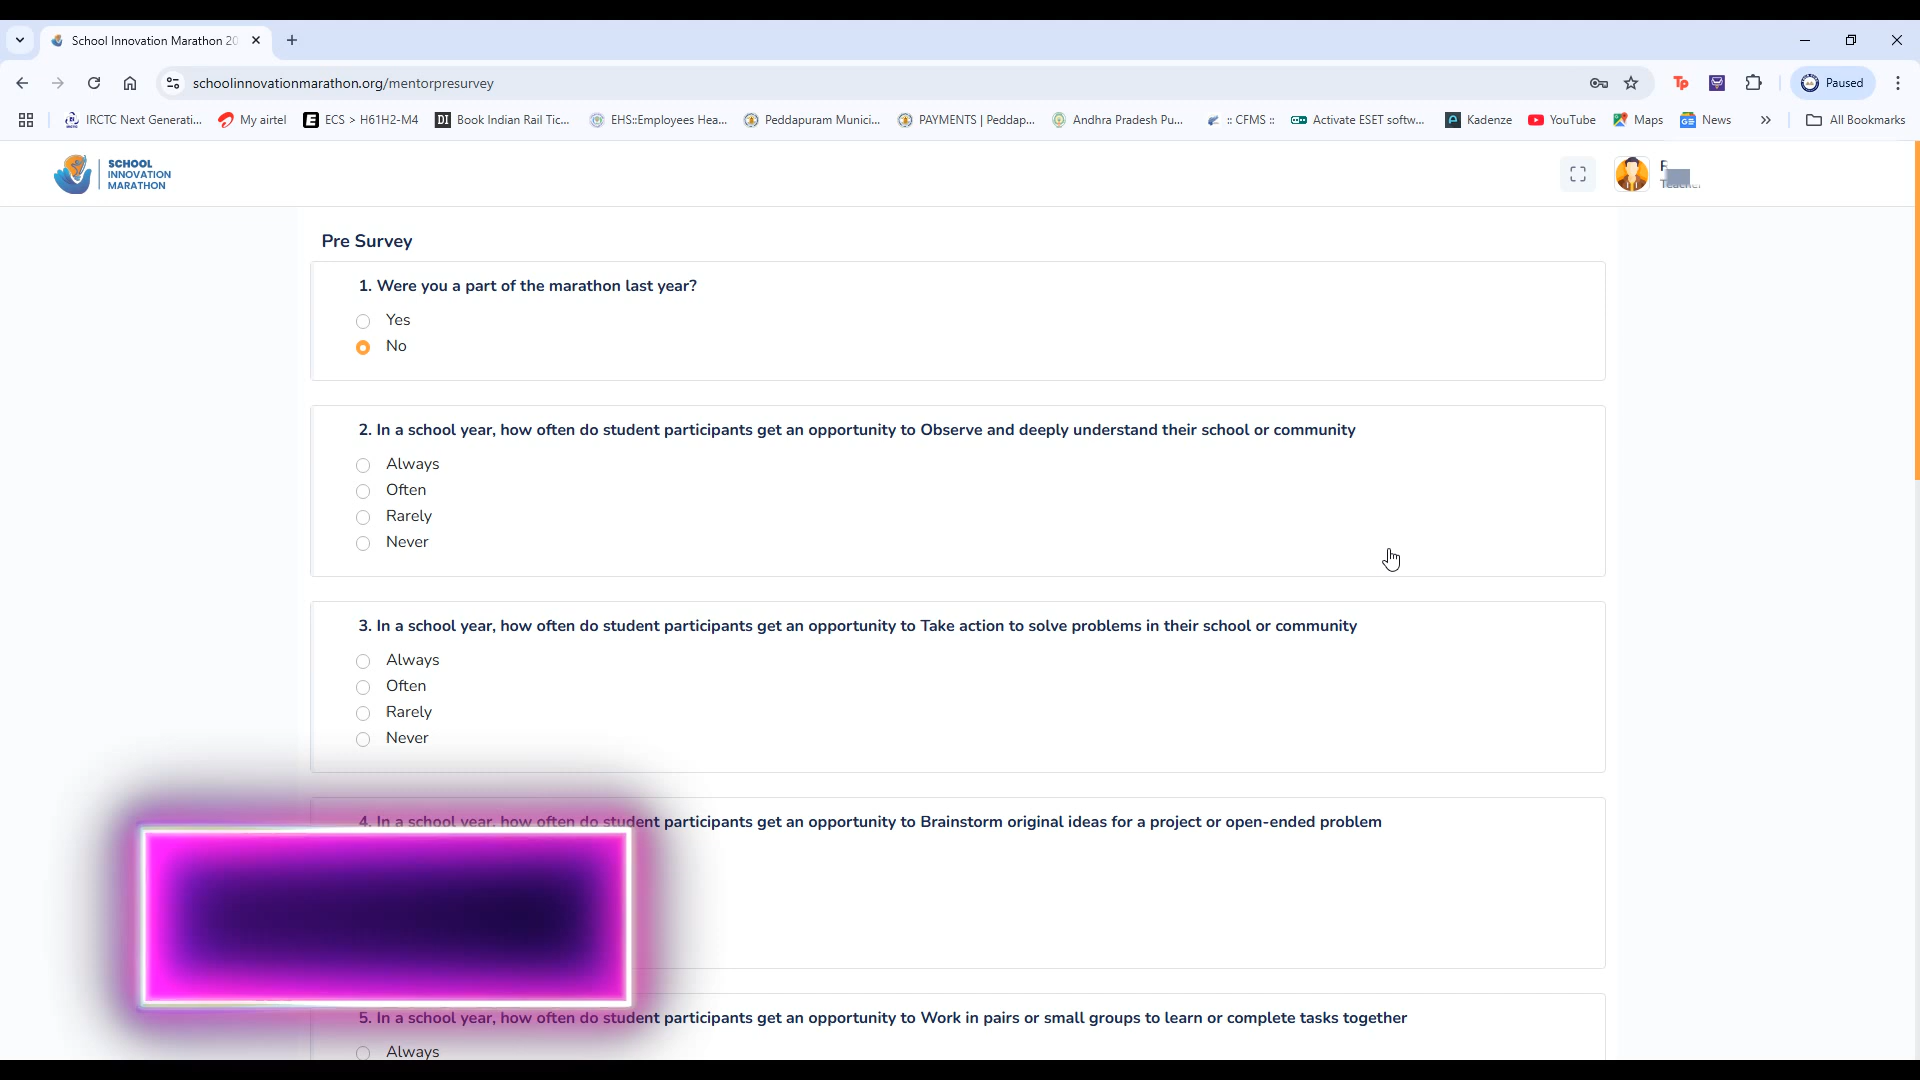 School Innovation Marathon 20
schoolinnovationmarathon.org/mentorpresurvey
Paused
IRCTC Next Generati...
My airtel
ECS > H61H2-M4
Book Indian Rail Tic...
EHS::Employees Hea...
Peddapuram Munici...
PAYMENTS | Peddap...
Andhra Pradesh Pu...
:: CFMS ::
Activate ESET softw...
Kadenze
YouTube
Maps
News
All Bookmarks
SCHOOL
INNOVATION
MARATHON
Pre Survey
1. Were you a part of the marathon last year?
Yes
No
2. In a school year, how often do student participants get an opportunity to Observe and deeply understand their school or community
Always
Often
Rarely
Never
3. In a school year, how often do student participants get an opportunity to Take action to solve problems in their school or community
Always
Often
Rarely
Never
4. In a school year, how often do student participants get an opportunity to Brainstorm original ideas for a project or open-ended problem
5. In a school year, how often do student participants get an opportunity to Work in pairs or small groups to learn or complete tasks together
Always